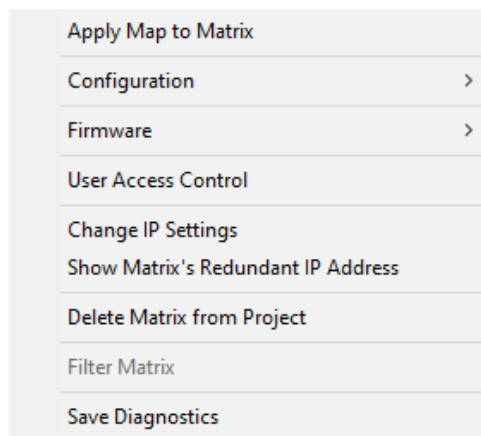 Apply Map to Matrix
Configuration
Firmware
User Access Control
Change IP Settings
Show Matrix's Redundant IP Address
Delete Matrix from Project
Filter Matrix
Save Diagnostics